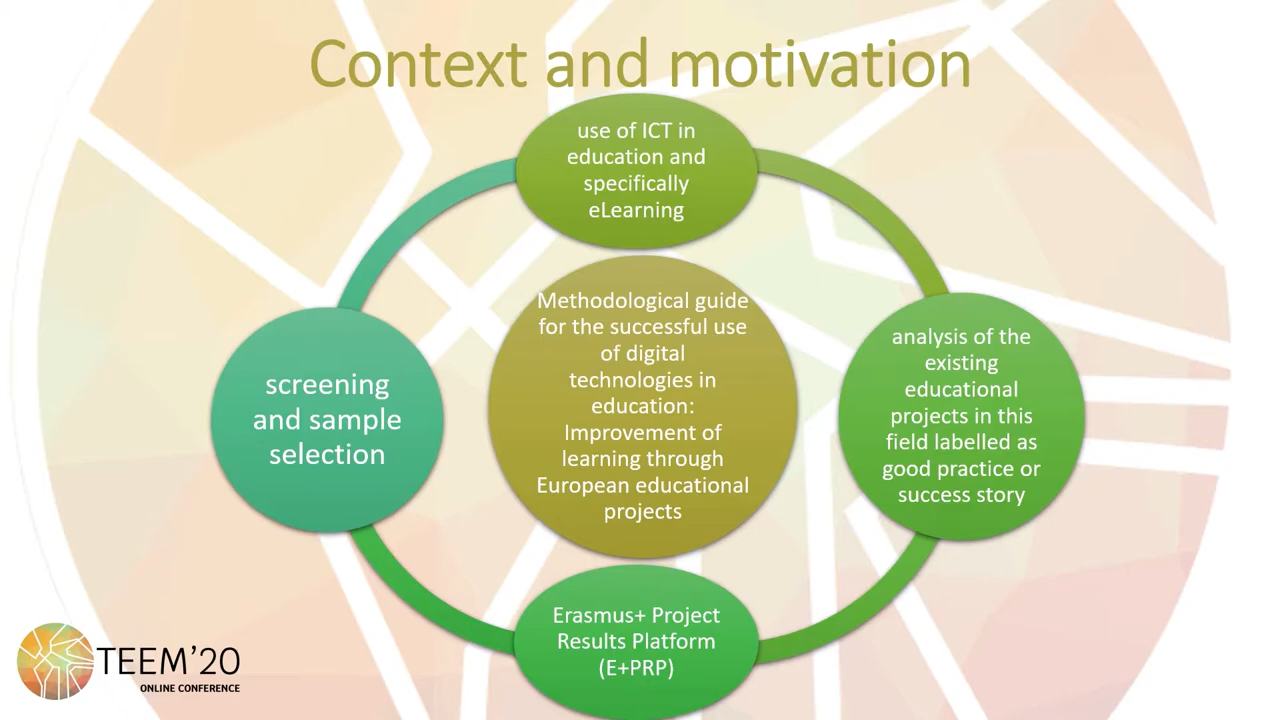 Context and motivation
use of ICT in
education and
specifically
eLearning
Methodological guide
for the successful use
of digital
technologies in
education:
Improvement of
learning through
European educational
projects
analysis of the
existing
educational
projects in this
field labelled as
good practice or
success story
screening
and sample
selection
Erasmus+ Project
Results Platform
(E+PRP)
TEEM'20
ONLINE CONFERENCE